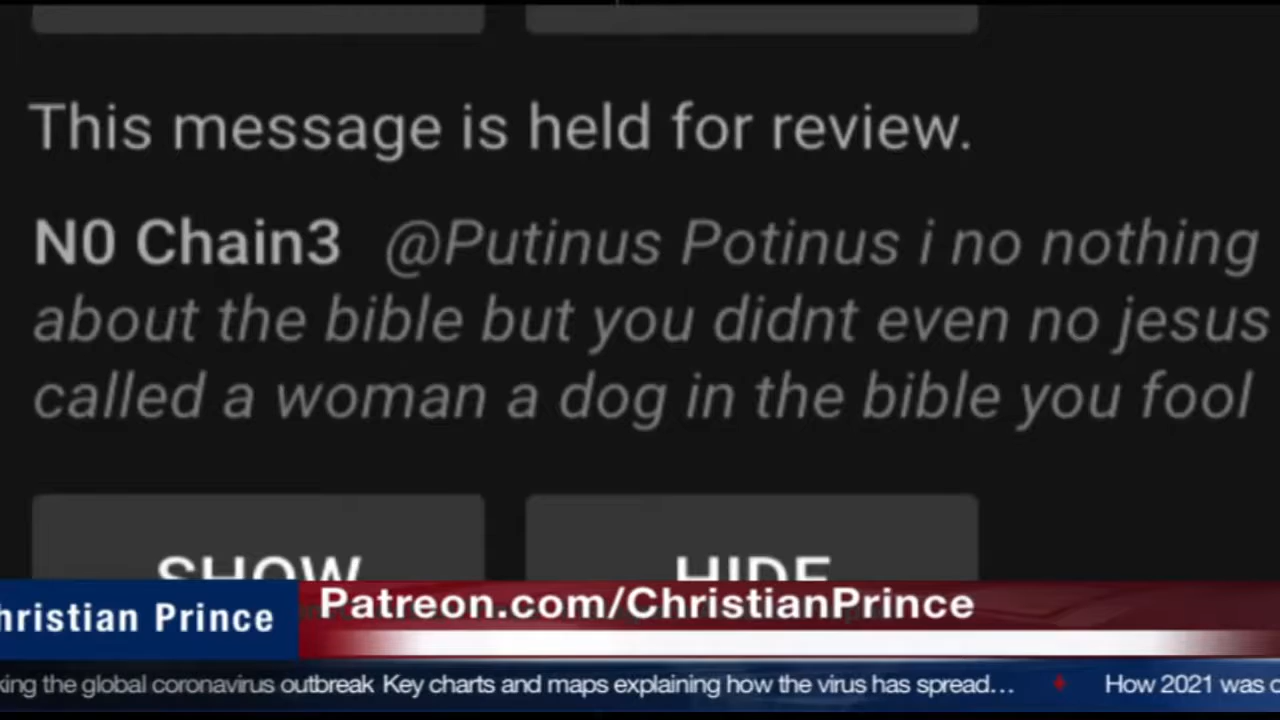 This message is held for review.
N0 Chain3 @Putinus Potinus i no nothing
about the bible but you didnt even no jesus
called a woman a dog in the bible you fool
SHOW HIDE
hristian Prince
Patreon.com/ChristianPrince
king the global coronavirus outbreak Key charts and maps explaining how the virus has spread... How 2021 was